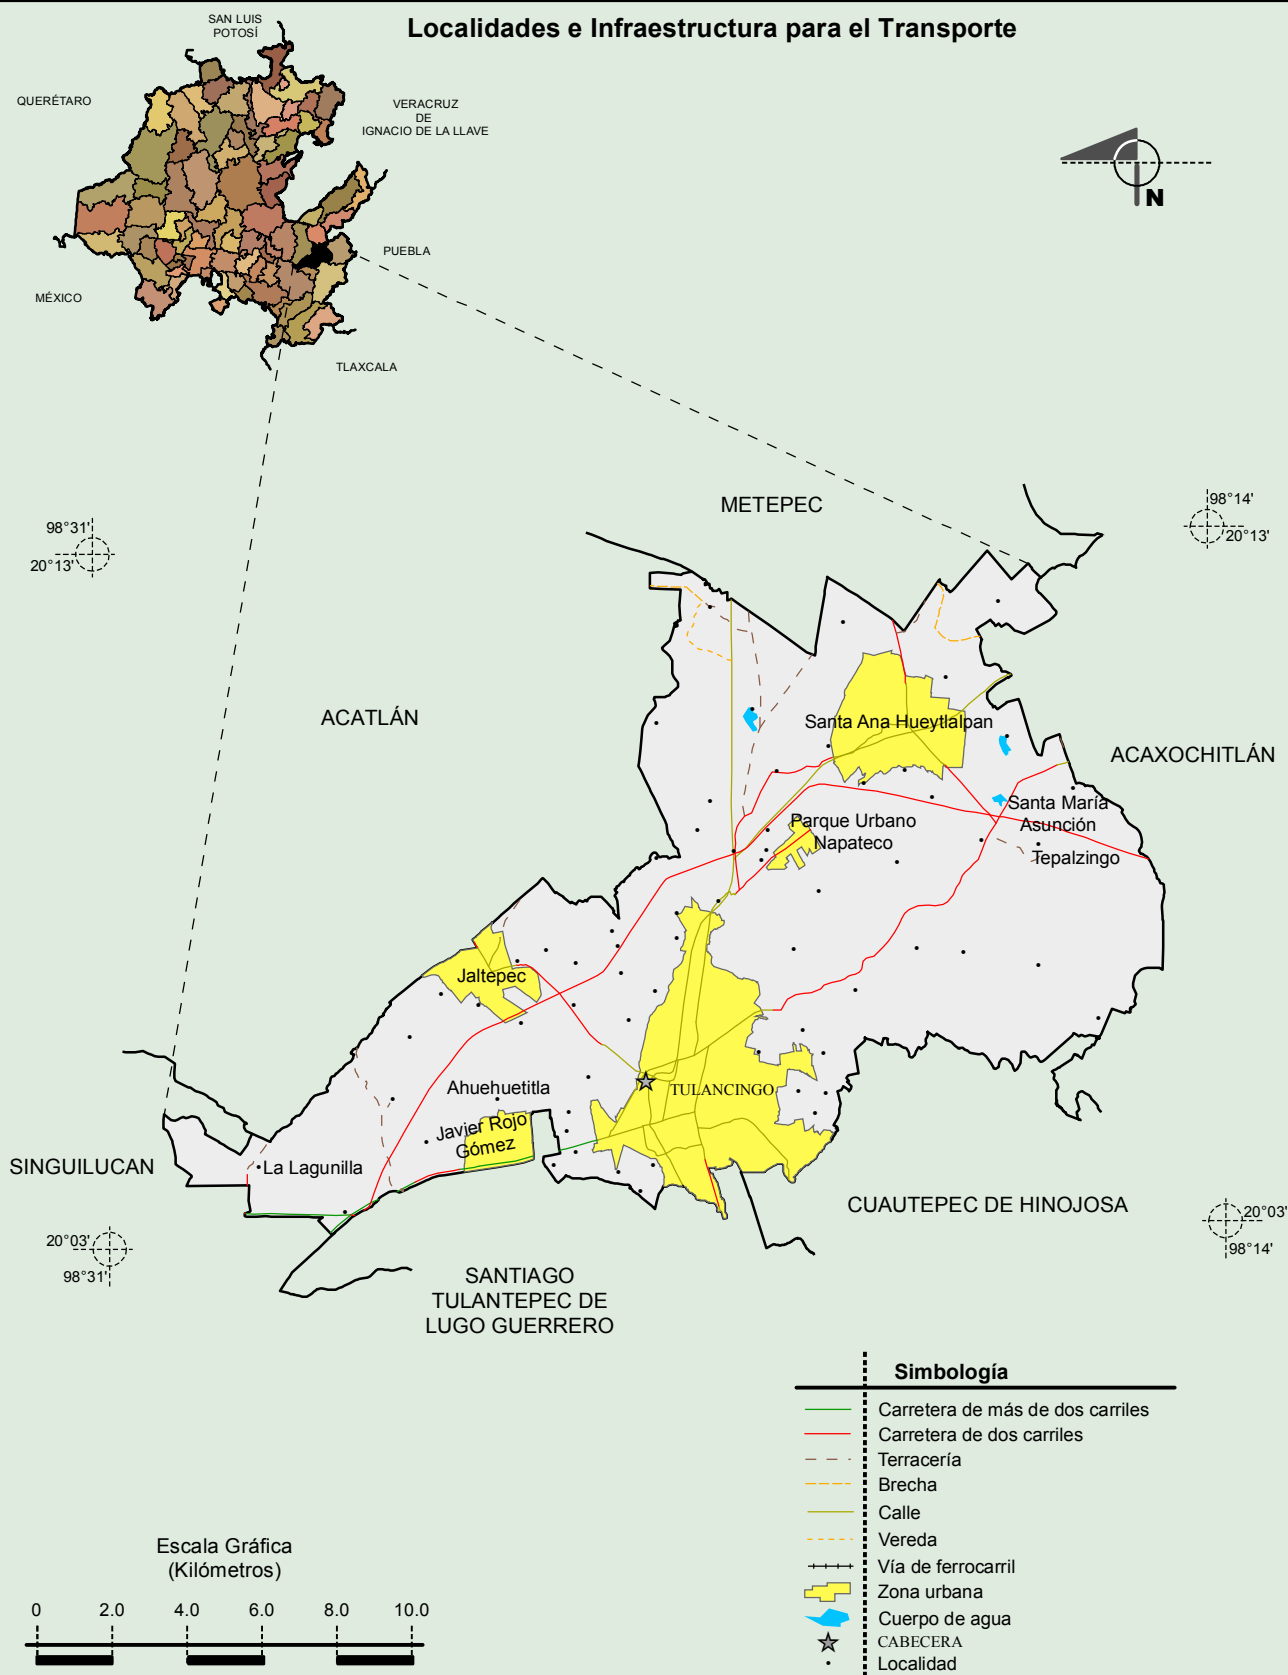 Localidades e Infraestructura para el Transporte
SAN LUIS
POTOSÍ
QUERÉTARO
VERACRUZ
DE
IGNACIO DE LA LLAVE
PUEBLA
MÉXICO
TLAXCALA
N
METEPEC
98°31'
20°13'
98°14'
20°13'
ACATLÁN
Santa Ana Hueytlalpan
ACAXOCHITLÁN
Santa María
Asunción
Parque Urbano
Napateco
Tepalzingo
Jaltepec
Ahuehuetitla
TULANCINGO
Javier Rojo
Gómez
SINGUILUCAN
La Lagunilla
CUAUTEPEC DE HINOJOSA
20°03'
98°31'
20°03'
98°14'
SANTIAGO
TULANTEPEC DE
LUGO GUERRERO
Simbología
Carretera de más de dos carriles
Carretera de dos carriles
Terracería
Brecha
Calle
Vereda
Vía de ferrocarril
Zona urbana
Cuerpo de agua
CABECERA
Localidad
Escala Gráfica
(Kilómetros)
0 2.0 4.0 6.0 8.0 10.0